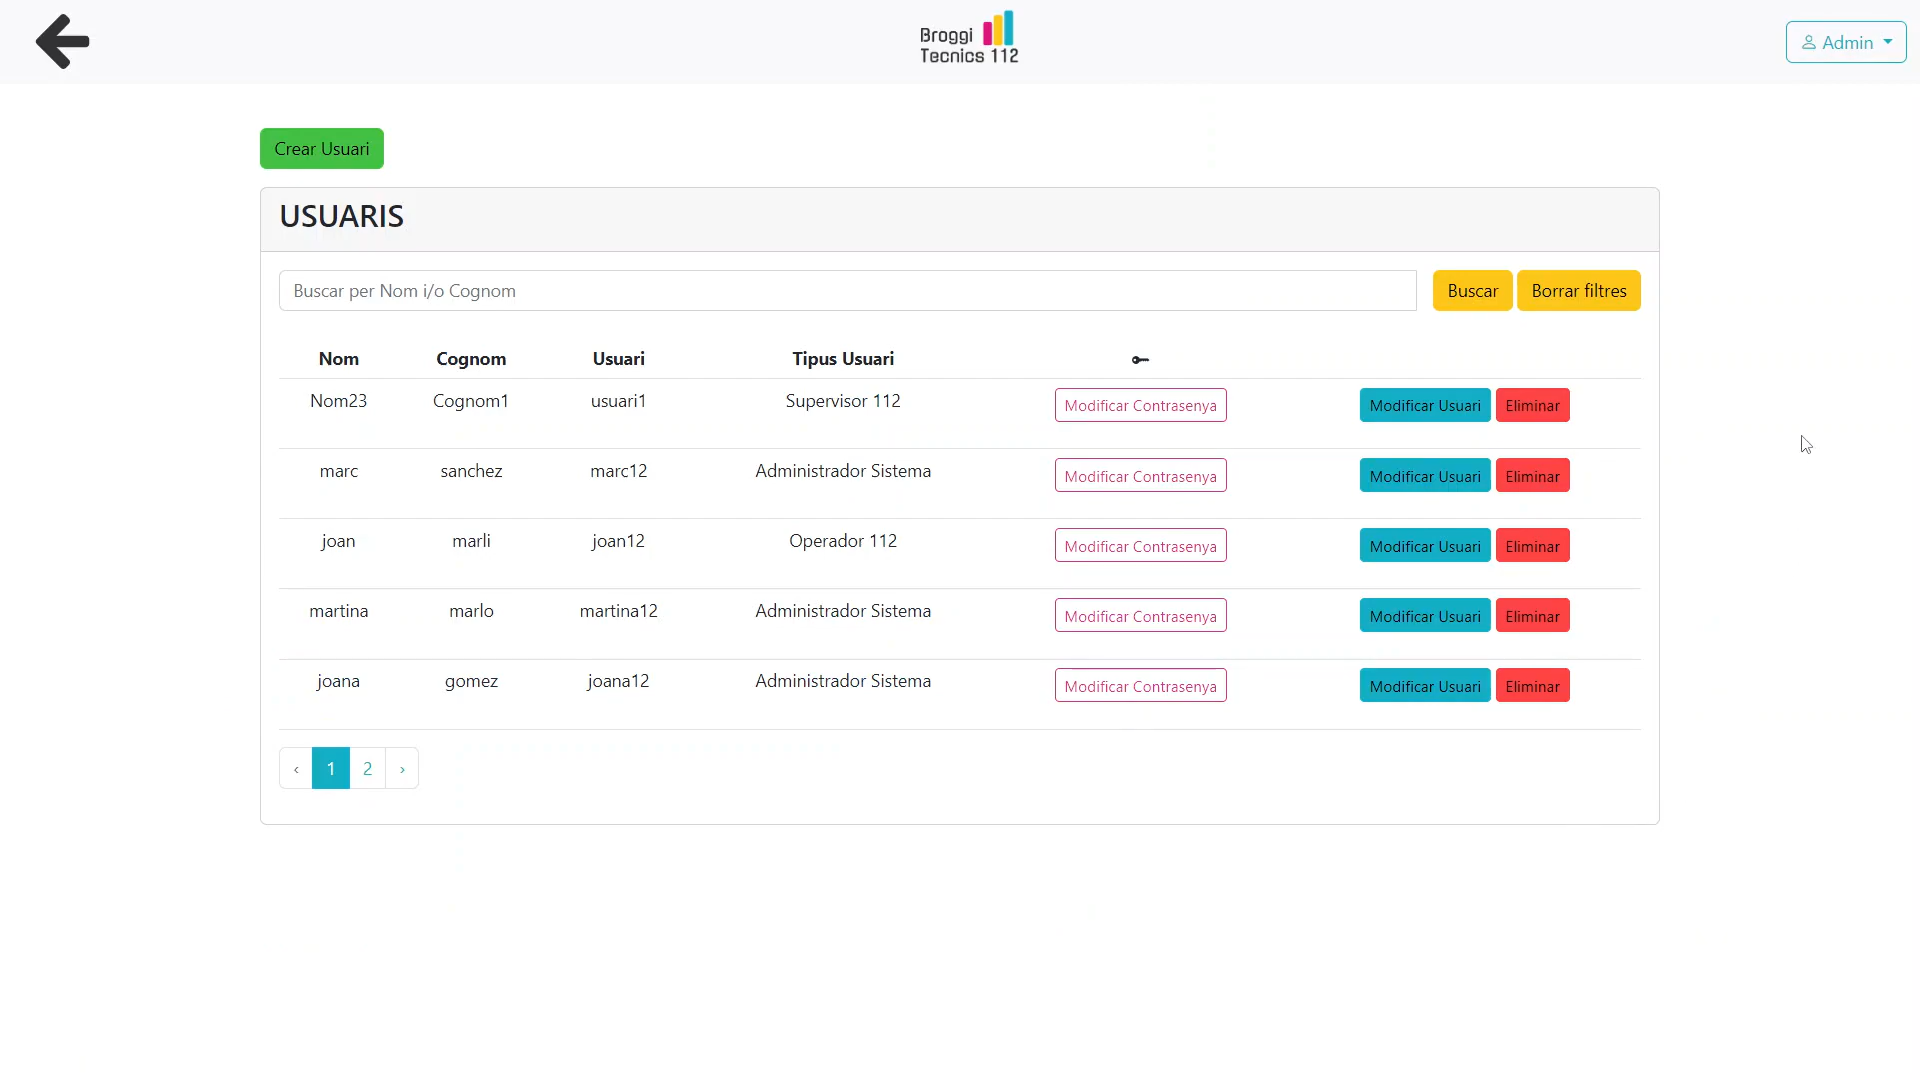 Broggi
Tecnics 112
Admin
Crear Usuari
USUARIS
Buscar per Nom i/o Cognom
Buscar
Borrar filtres
Nom Cognom Usuari Tipus Usuari
Nom23 Cognom1 usuari1 Supervisor 112 Modificar Contrasenya Modificar Usuari Eliminar
marc sanchez marc12 Administrador Sistema Modificar Contrasenya Modificar Usuari Eliminar
joan marli joan12 Operador 112 Modificar Contrasenya Modificar Usuari Eliminar
martina marlo martina12 Administrador Sistema Modificar Contrasenya Modificar Usuari Eliminar
joana gomez joana12 Administrador Sistema Modificar Contrasenya Modificar Usuari Eliminar
‹ 1 2 ›